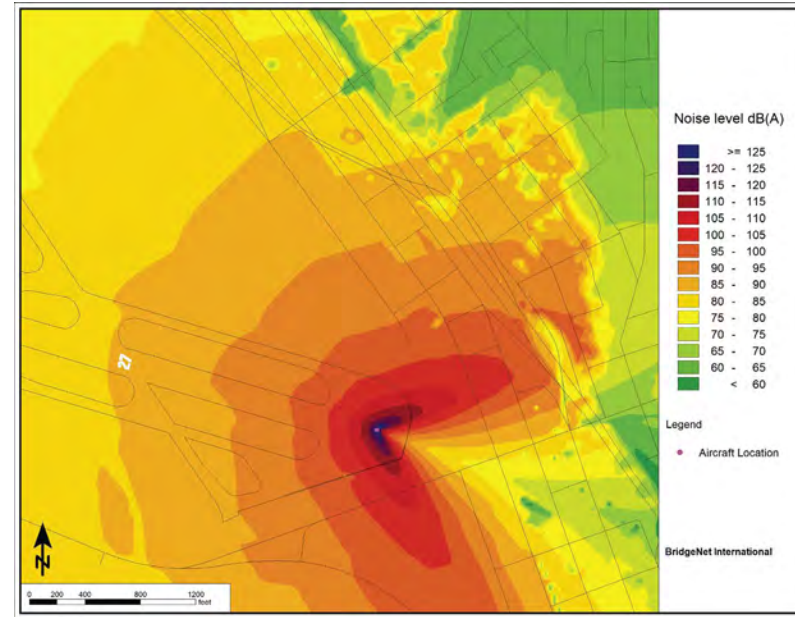 Noise level dB(A)
>= 125
120 - 125
115 - 120
110 - 115
105 - 110
100 - 105
95 - 100
90 - 95
85 - 90
80 - 85
75 - 80
70 - 75
65 - 70
60 - 65
< 60
Legend
Aircraft Location
BridgeNet International
27
N
0 200 400 800 1200
feet